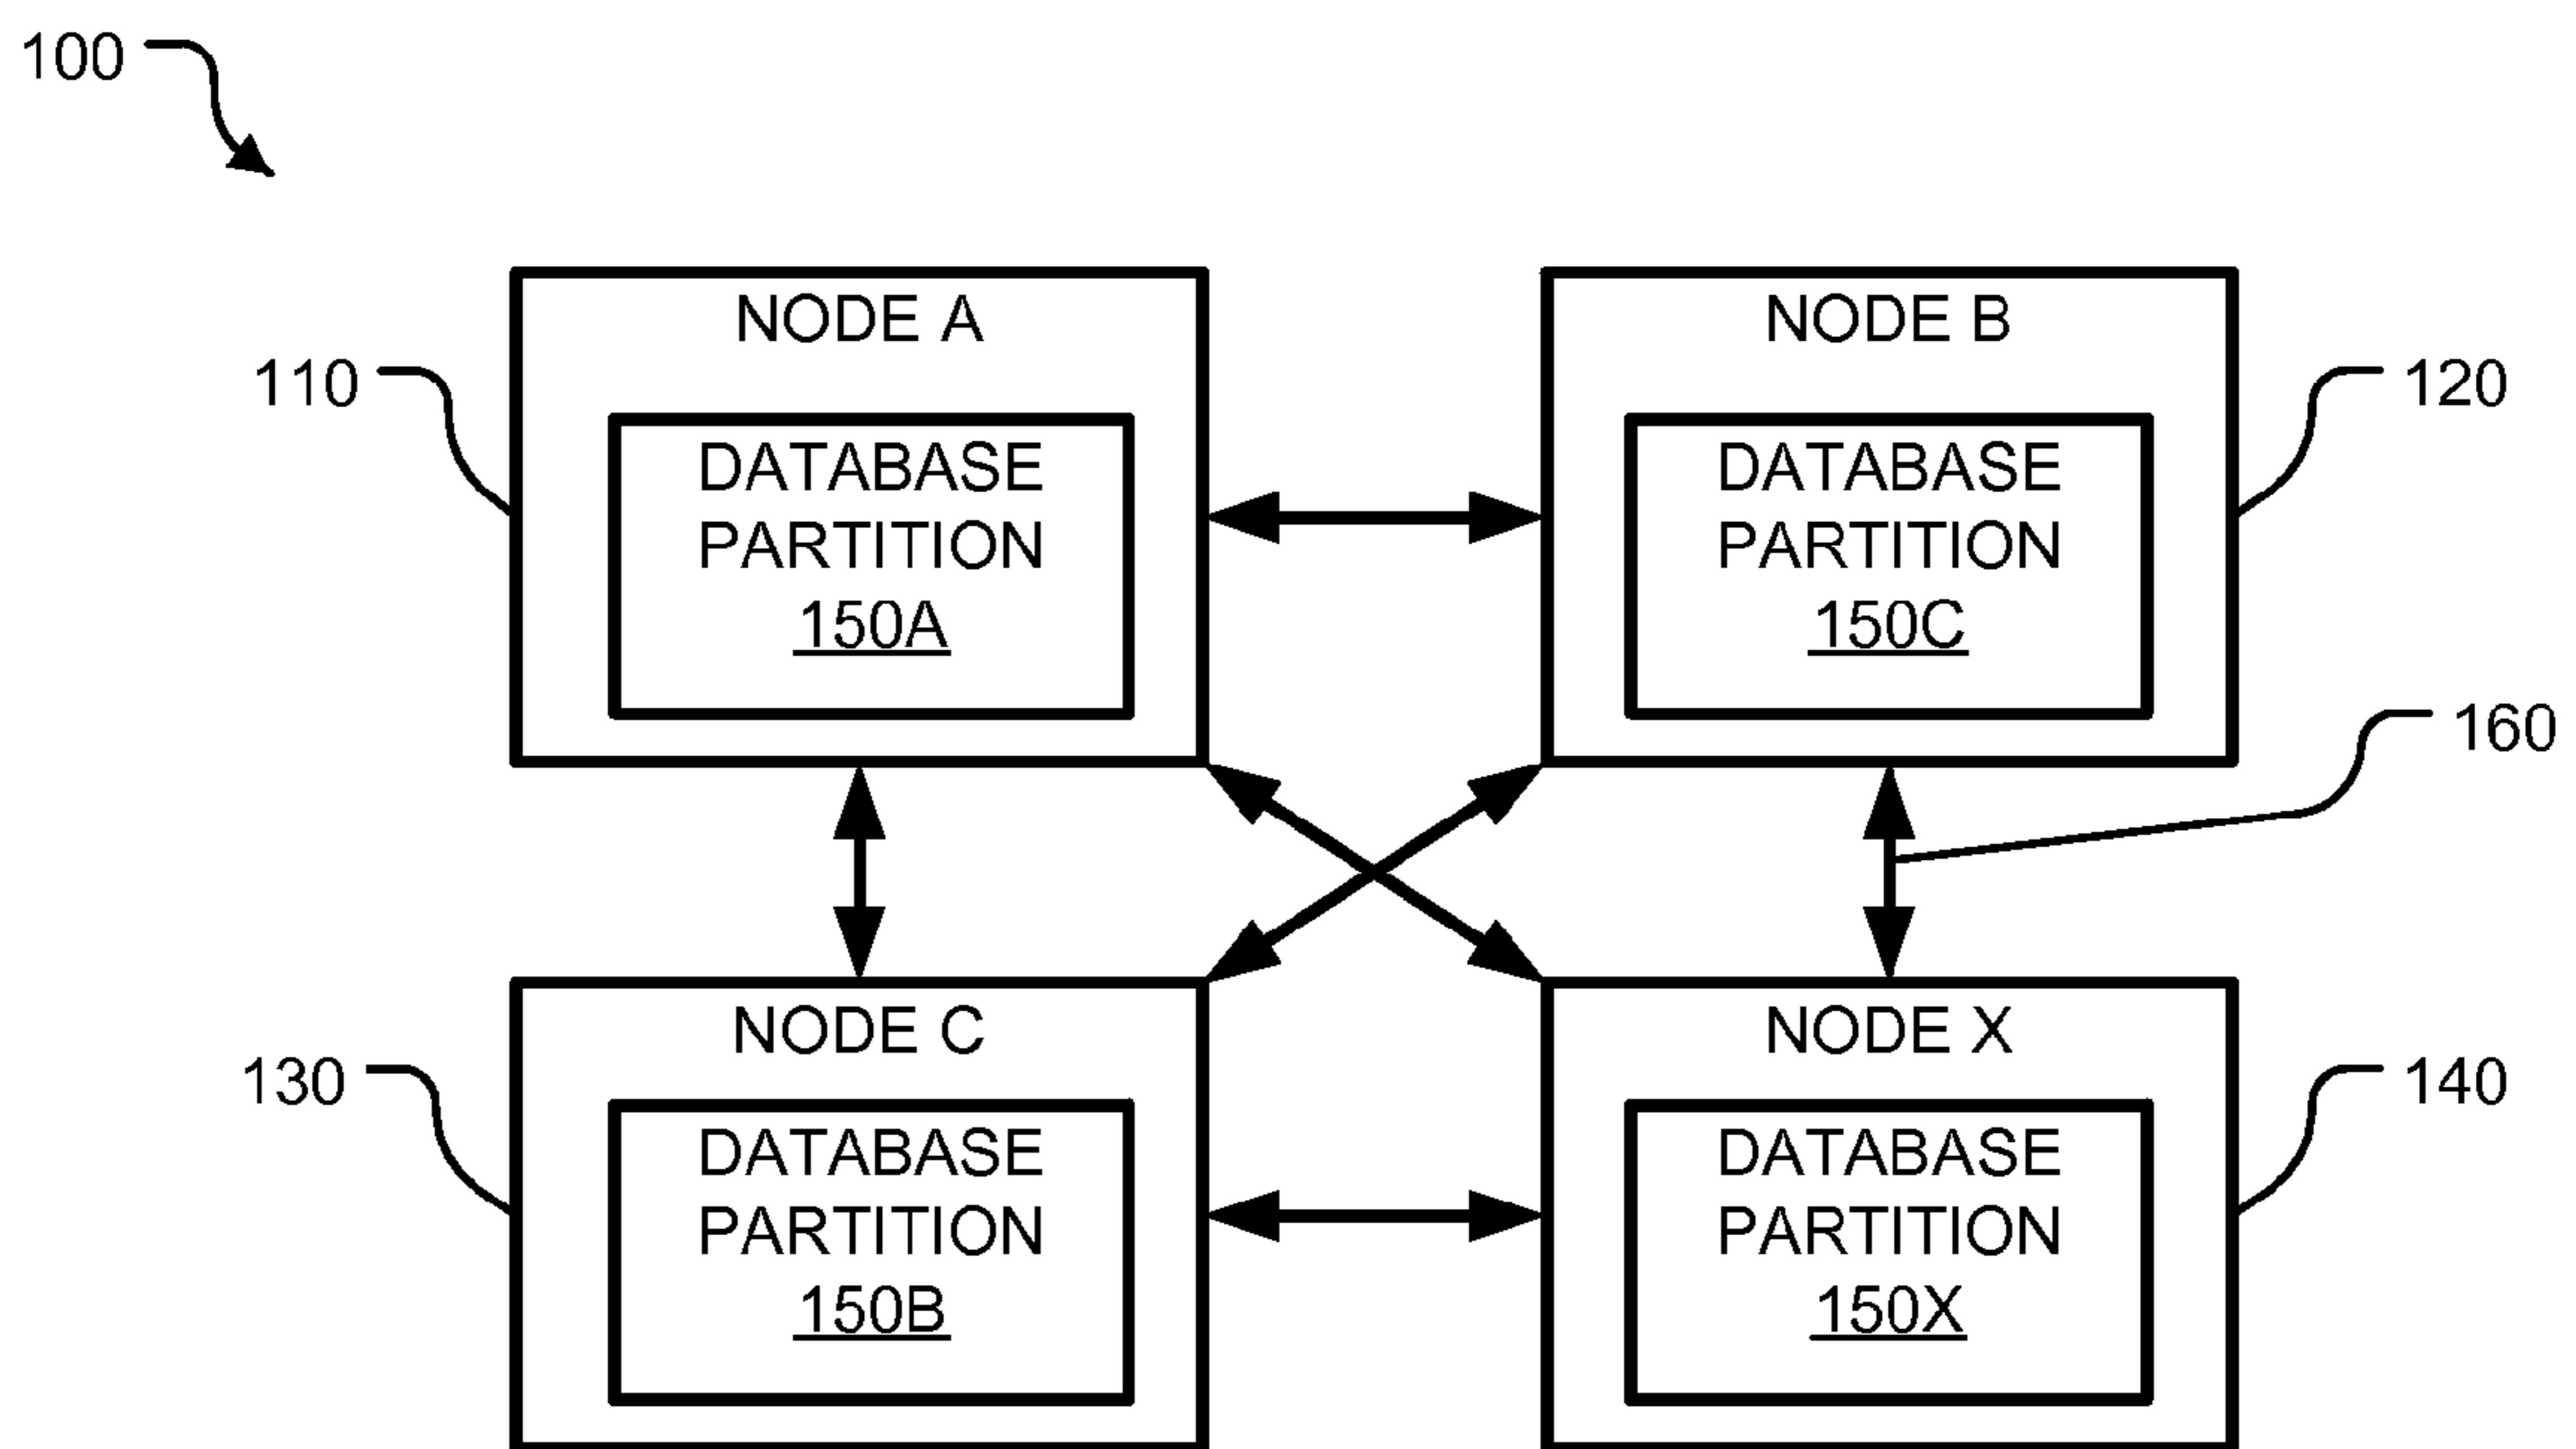 100
NODE A
NODE B
110
120
DATABASE
PARTITION
150A
DATABASE
PARTITION
150C
160
NODE C
NODE X
130
140
DATABASE
PARTITION
150B
DATABASE
PARTITION
150X